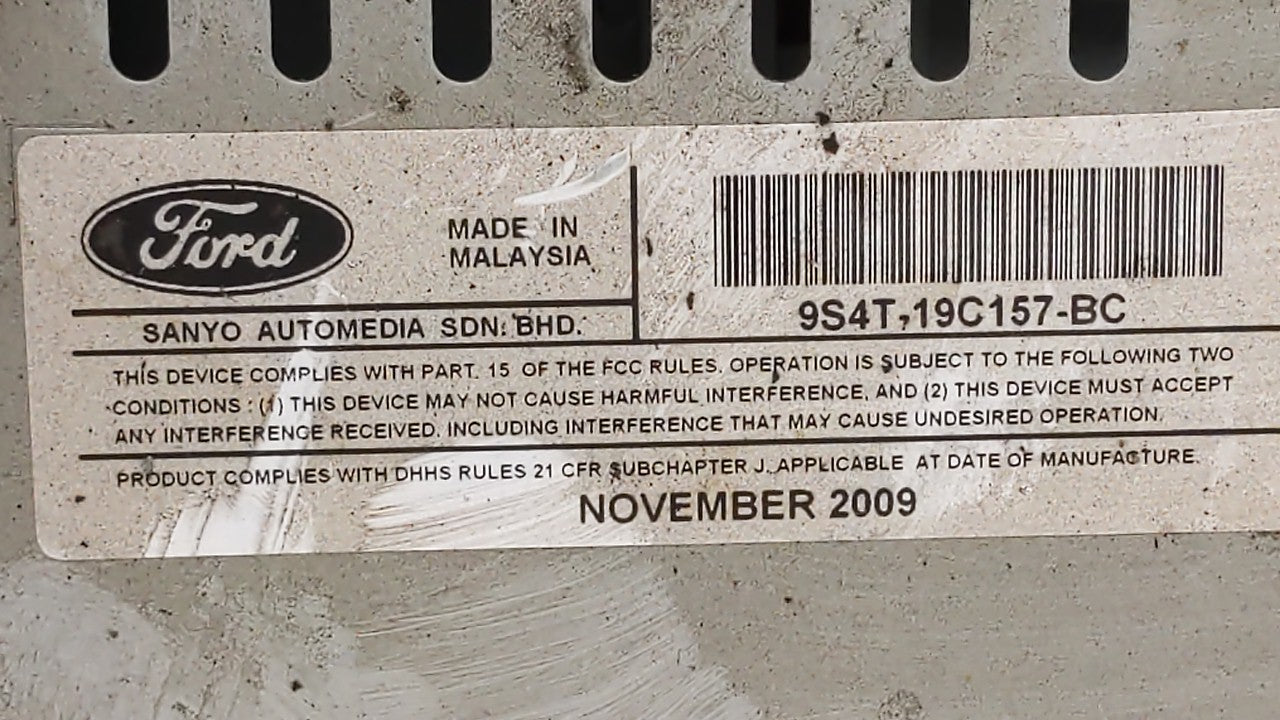 Ford
MADE IN
MALAYSIA
SANYO AUTOMEDIA SDN. BHD.
9S4T-19C157-BC
THIS DEVICE COMPLIES WITH PART. 15 OF THE FCC RULES. OPERATION IS SUBJECT TO THE FOLLOWING TWO
CONDITIONS : (1) THIS DEVICE MAY NOT CAUSE HARMFUL INTERFERENCE, AND (2) THIS DEVICE MUST ACCEPT
ANY INTERFERENCE RECEIVED, INCLUDING INTERFERENCE THAT MAY CAUSE UNDESIRED OPERATION.
PRODUCT COMPLIES WITH DHHS RULES 21 CFR SUBCHAPTER J. APPLICABLE AT DATE OF MANUFACTURE.
NOVEMBER 2009